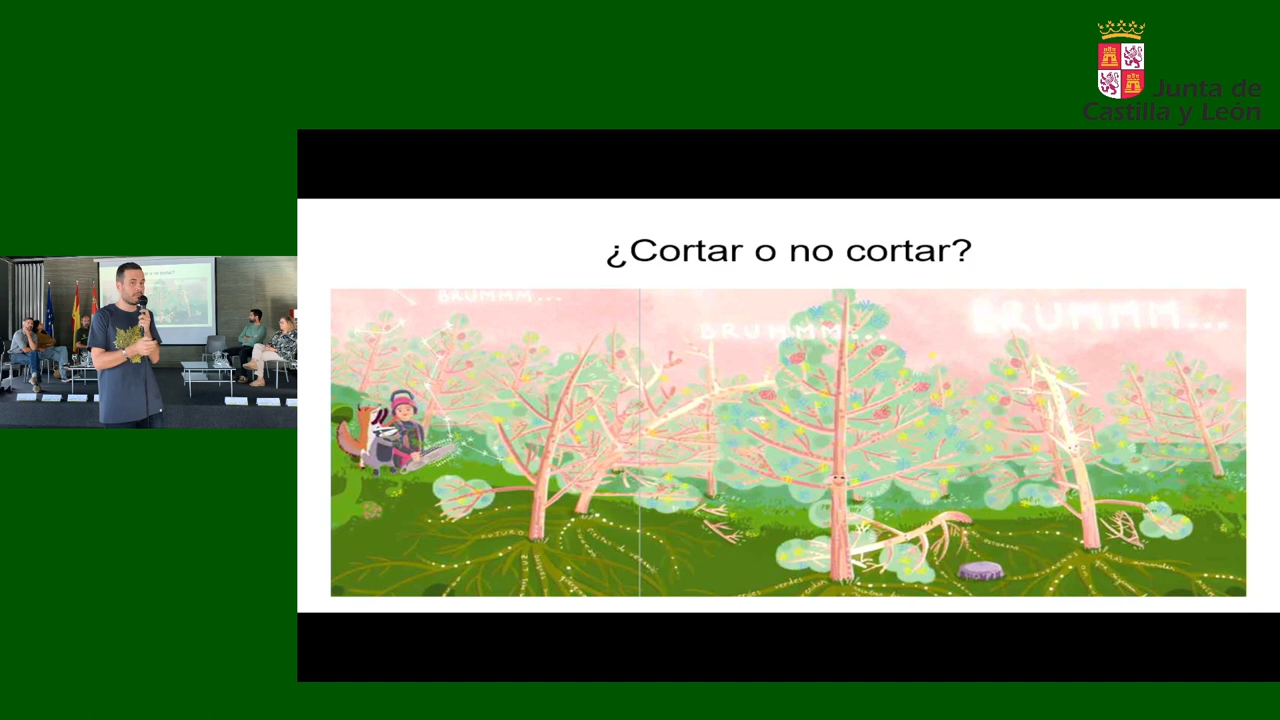 Junta de
Castilla y León
¿Cortar o no cortar?
BRUMMM...
BRUMMM...
BRUMMM...